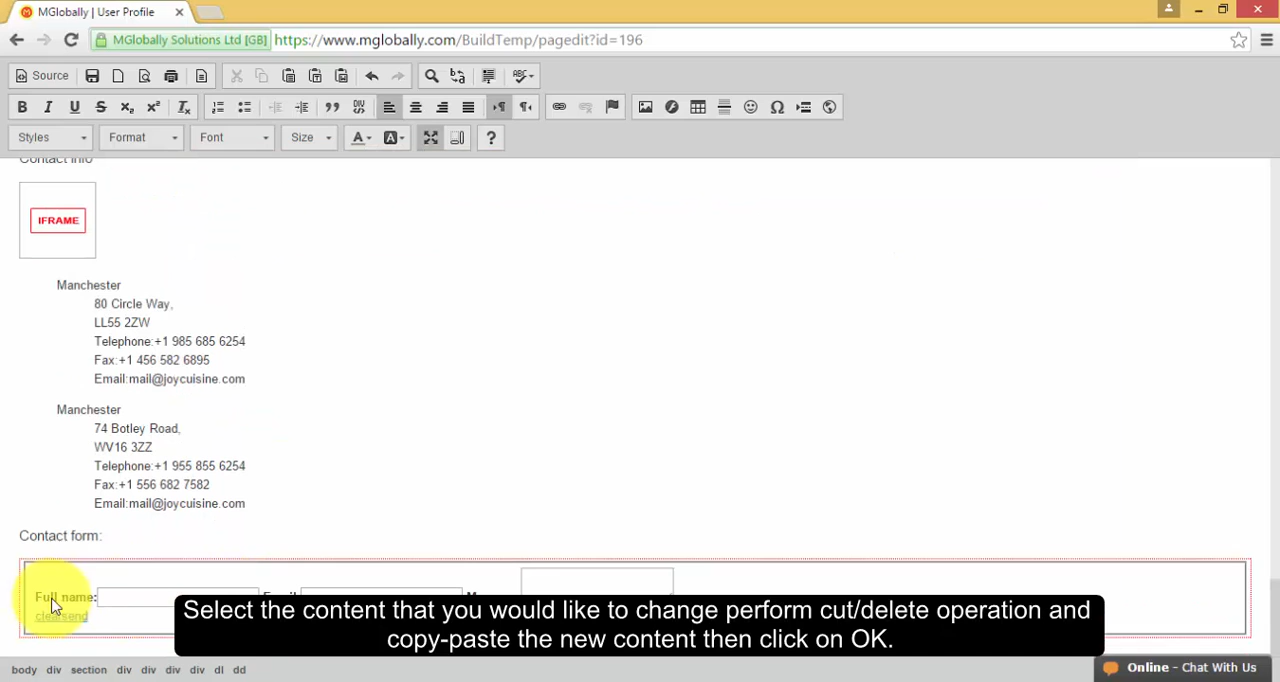 MGlobally | User Profile
MGlobally Solutions Ltd [GB] https://www.mglobally.com/BuildTemp/pagedit?id=196
Source
Styles Format Font Size
Contact info
IFRAME
Manchester
80 Circle Way,
LL55 2ZW
Telephone:+1 985 685 6254
Fax:+1 456 582 6895
Email:mail@joycuisine.com
Manchester
74 Botley Road,
WV16 3ZZ
Telephone:+1 955 855 6254
Fax:+1 556 682 7582
Email:mail@joycuisine.com
Contact form:
Full name:
clearsend
Select the content that you would like to change perform cut/delete operation and
copy-paste the new content then click on OK.
body div section div div div div dl dd
Online - Chat With Us